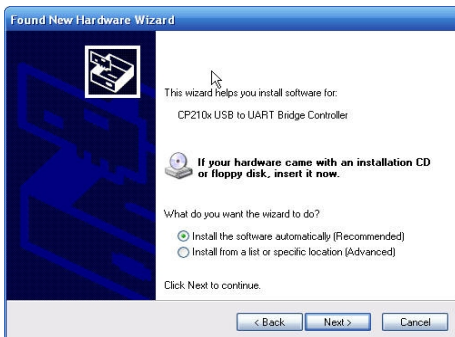 Found New Hardware Wizard
This wizard helps you install software for:
CP210x USB to UART Bridge Controller
If your hardware came with an installation CD
or floppy disk, insert it now.
What do you want the wizard to do?
Install the software automatically (Recommended)
Install from a list or specific location (Advanced)
Click Next to continue.
< Back Next > Cancel